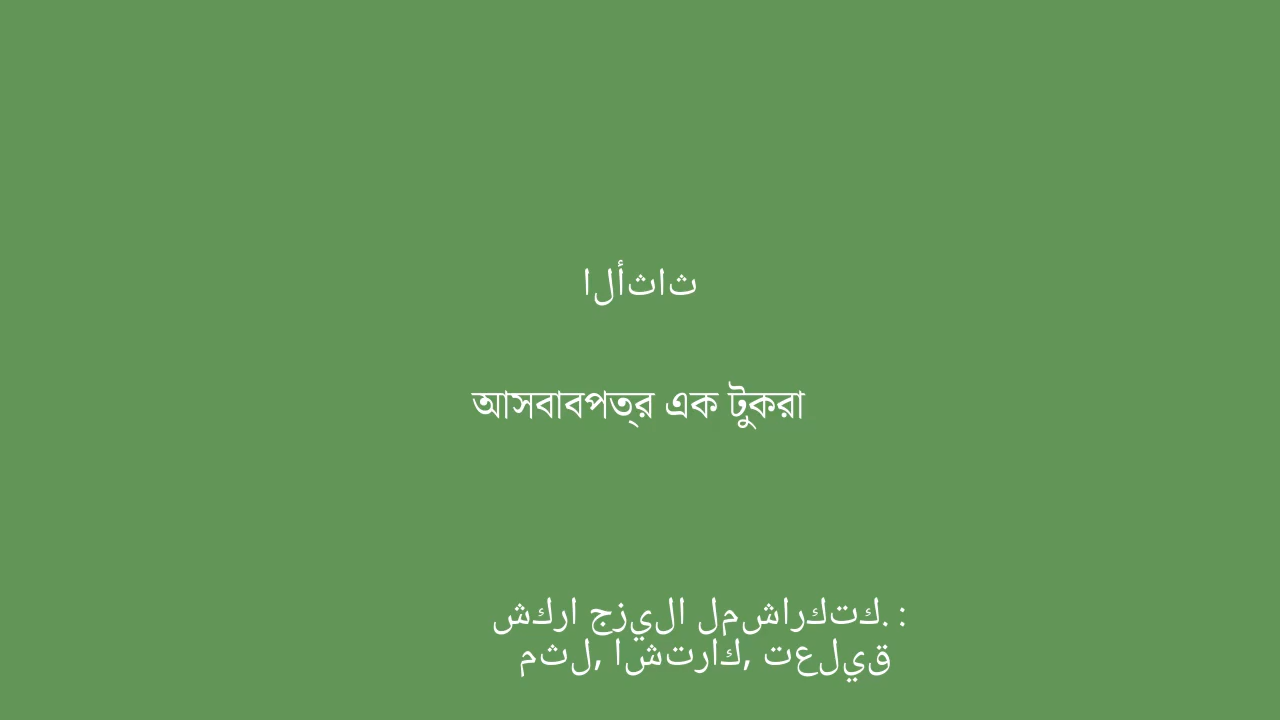 الأثاث
আসবাবপত্র এক টুকরা
شكرا جزيلا لمشاركتك. :
مثل, اشتراك, تعليق